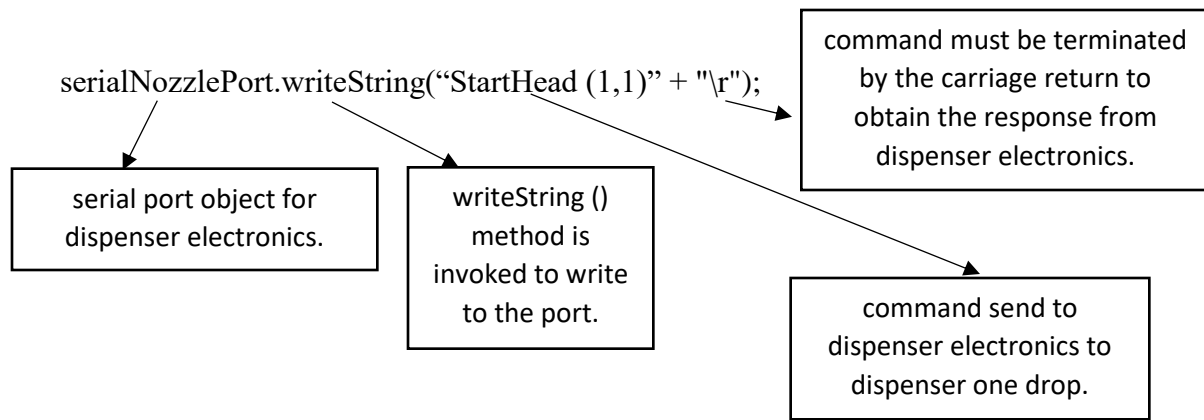 serialNozzlePort.writeString(“StartHead (1,1)” + "\r");
command must be terminated
by the carriage return to
obtain the response from
dispenser electronics.
serial port object for
dispenser electronics.
writeString ()
method is
invoked to write
to the port.
command send to
dispenser electronics to
dispenser one drop.